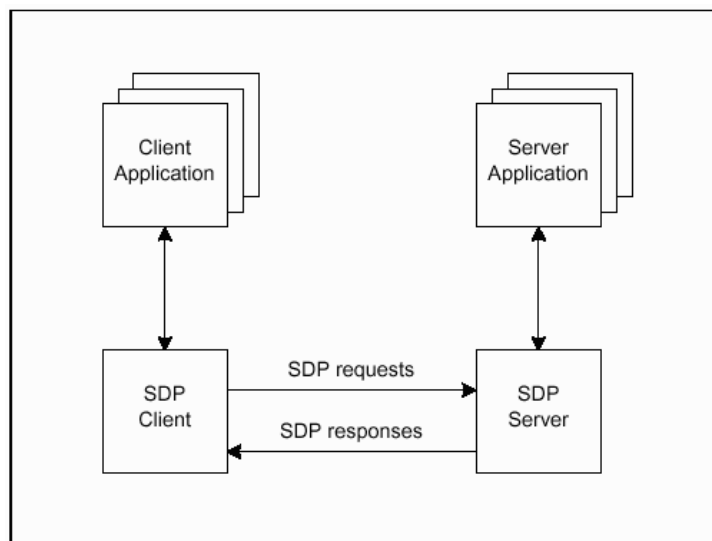 Client
Application
Server
Application
SDP requests
SDP
Client
SDP
Server
SDP responses